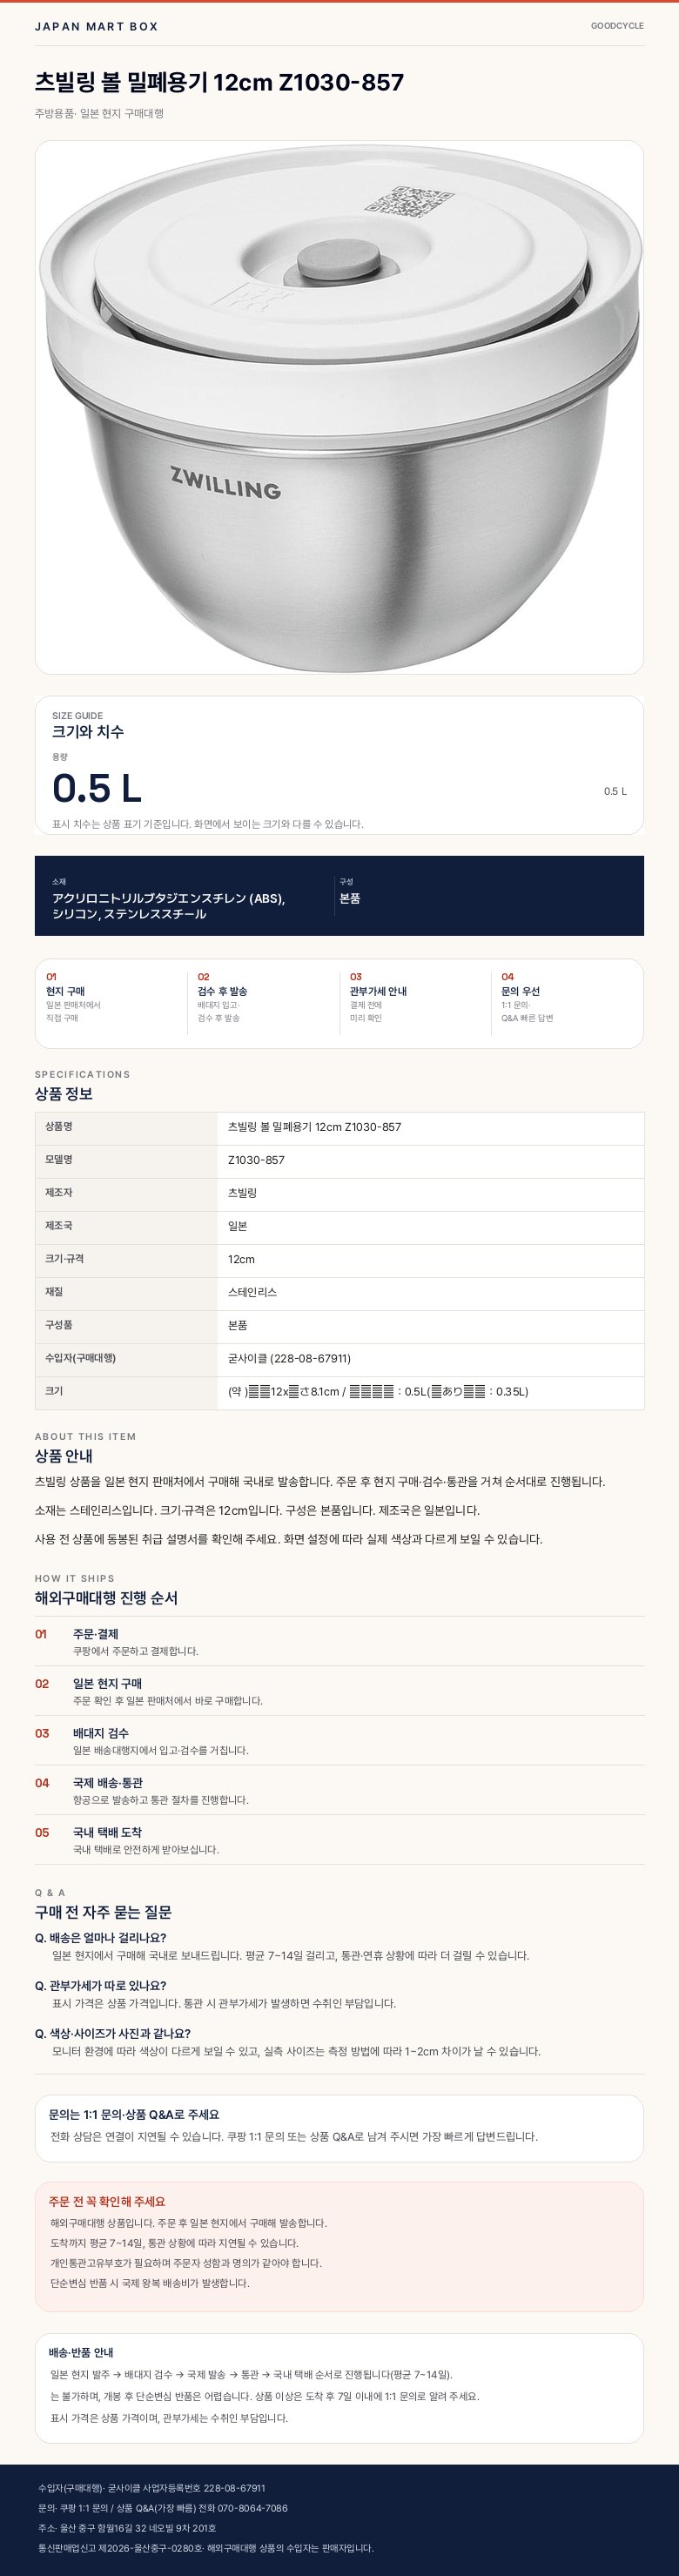 JAPAN MART BOX
GOODCYCLE
츠빌링 볼 밀폐용기 12cm Z1030-857
주방용품· 일본 현지 구매대행
ZWILLING
SIZE GUIDE
크기와 치수
용량
0.5 L
0.5 L
표시 치수는 상품 표기 기준입니다. 화면에서 보이는 크기와 다를 수 있습니다.
소재
アクリロニトリルブタジエンスチレン (ABS),
シリコン, ステンレススチール
구성
본품
01
현지 구매
일본 판매처에서
직접 구매
02
검수 후 발송
배대지 입고·
검수 후 발송
03
관부가세 안내
결제 전에
미리 확인
04
문의 우선
1:1 문의·
Q&A 빠른 답변
SPECIFICATIONS
상품 정보
상품명 츠빌링 볼 밀폐용기 12cm Z1030-857
모델명 Z1030-857
제조자 츠빌링
제조국 일본
크기·규격 12cm
재질 스테인리스
구성품 본품
수입자(구매대행) 굳사이클 (228-08-67911)
크기 (약 )12xさ8.1cm / : 0.5L(あり : 0.35L)
ABOUT THIS ITEM
상품 안내
츠빌링 상품을 일본 현지 판매처에서 구매해 국내로 발송합니다. 주문 후 현지 구매·검수·통관을 거쳐 순서대로 진행됩니다.
소재는 스테인리스입니다. 크기·규격은 12cm입니다. 구성은 본품입니다. 제조국은 일본입니다.
사용 전 상품에 동봉된 취급 설명서를 확인해 주세요. 화면 설정에 따라 실제 색상과 다르게 보일 수 있습니다.
HOW IT SHIPS
해외구매대행 진행 순서
01 주문·결제
쿠팡에서 주문하고 결제합니다.
02 일본 현지 구매
주문 확인 후 일본 판매처에서 바로 구매합니다.
03 배대지 검수
일본 배송대행지에서 입고·검수를 거칩니다.
04 국제 배송·통관
항공으로 발송하고 통관 절차를 진행합니다.
05 국내 택배 도착
국내 택배로 안전하게 받아보십니다.
Q & A
구매 전 자주 묻는 질문
Q. 배송은 얼마나 걸리나요?
일본 현지에서 구매해 국내로 보내드립니다. 평균 7~14일 걸리고, 통관·연휴 상황에 따라 더 걸릴 수 있습니다.
Q. 관부가세가 따로 있나요?
표시 가격은 상품 가격입니다. 통관 시 관부가세가 발생하면 수취인 부담입니다.
Q. 색상·사이즈가 사진과 같나요?
모니터 환경에 따라 색상이 다르게 보일 수 있고, 실측 사이즈는 측정 방법에 따라 1~2cm 차이가 날 수 있습니다.
문의는 1:1 문의·상품 Q&A로 주세요
전화 상담은 연결이 지연될 수 있습니다. 쿠팡 1:1 문의 또는 상품 Q&A로 남겨 주시면 가장 빠르게 답변드립니다.
주문 전 꼭 확인해 주세요
해외구매대행 상품입니다. 주문 후 일본 현지에서 구매해 발송합니다.
도착까지 평균 7~14일, 통관 상황에 따라 지연될 수 있습니다.
개인통관고유부호가 필요하며 주문자 성함과 명의가 같아야 합니다.
단순변심 반품 시 국제 왕복 배송비가 발생합니다.
배송·반품 안내
일본 현지 발주 → 배대지 검수 → 국제 발송 → 통관 → 국내 택배 순서로 진행됩니다(평균 7~14일).
는 불가하며, 개봉 후 단순변심 반품은 어렵습니다. 상품 이상은 도착 후 7일 이내에 1:1 문의로 알려 주세요.
표시 가격은 상품 가격이며, 관부가세는 수취인 부담입니다.
수입자(구매대행)· 굳사이클 사업자등록번호 228-08-67911
문의· 쿠팡 1:1 문의 / 상품 Q&A(가장 빠름) 전화 070-8064-7086
주소· 울산 중구 함월16길 32 네오빌 9차 201호
통신판매업신고 제2026-울산중구-0280호· 해외구매대행 상품의 수입자는 판매자입니다.